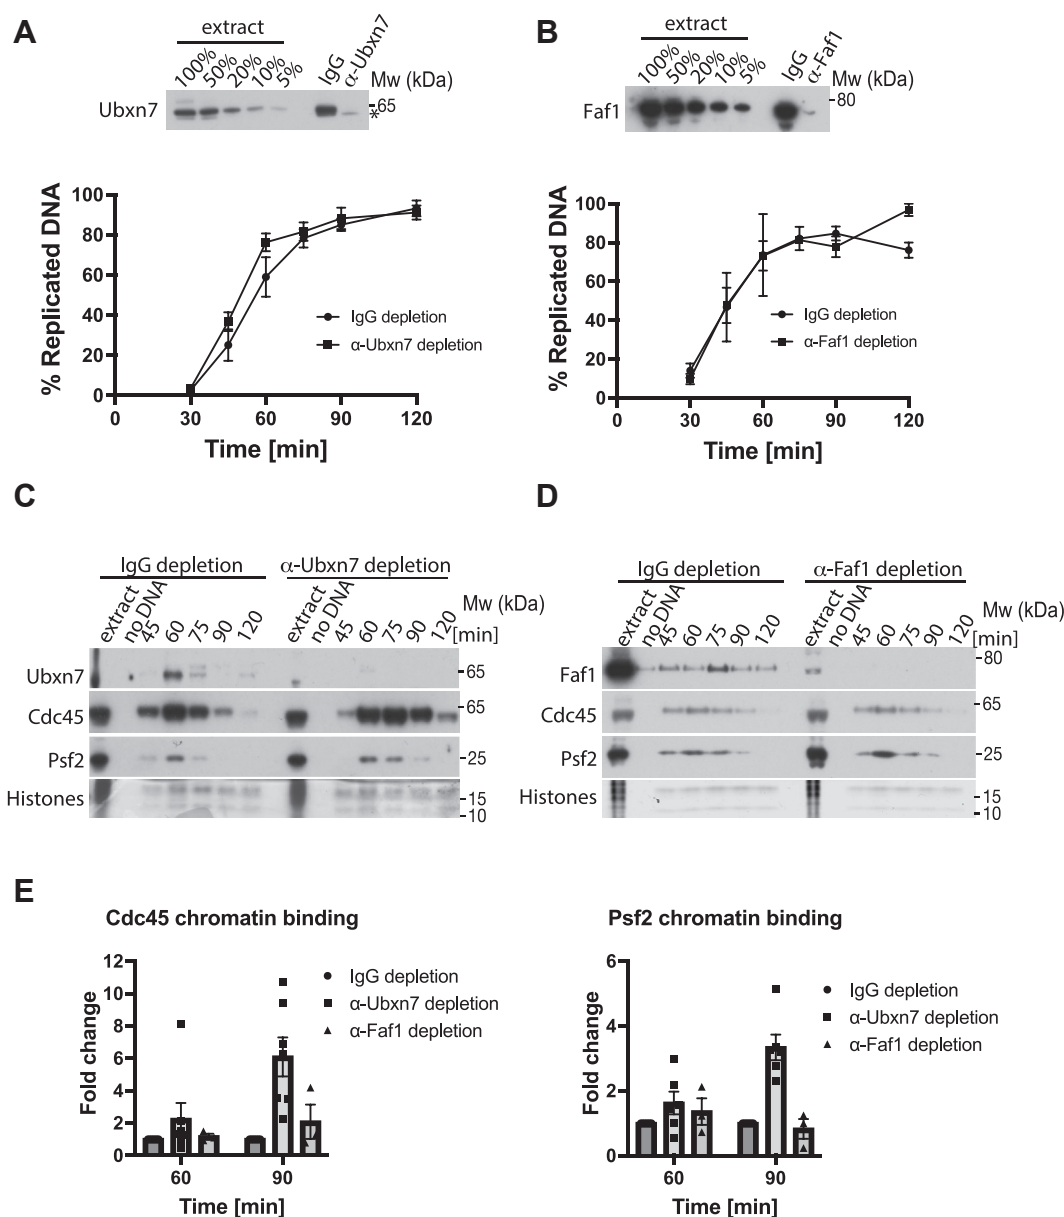 A
extract
100% 50% 20% 10% 5% IgG α-Ubxn7 Mw (kDa)
Ubxn7
-65
*
% Replicated DNA
100
80
60
40
20
0
0 30 60 90 120
Time [min]
IgG depletion
α-Ubxn7 depletion
B
extract
100% 50% 20% 10% 5% IgG α-Faf1 Mw (kDa)
Faf1
-80
% Replicated DNA
100
80
60
40
20
0
0 30 60 90 120
Time [min]
IgG depletion
α-Faf1 depletion
C
IgG depletion α-Ubxn7 depletion
extract no DNA 45 60 75 90 120 extract no DNA 45 60 75 90 120 Mw (kDa)
[min]
Ubxn7 -65
Cdc45 -65
Psf2 -25
Histones -15
-10
D
IgG depletion α-Faf1 depletion
extract no DNA 45 60 75 90 120 extract no DNA 45 60 75 90 120 Mw (kDa)
[min]
Faf1 -80
Cdc45 -65
Psf2 -25
Histones -15
-10
E
Cdc45 chromatin binding
Fold change
12
10
8
6
4
2
0
60 90
Time [min]
IgG depletion
α-Ubxn7 depletion
α-Faf1 depletion
Psf2 chromatin binding
Fold change
6
4
2
0
60 90
Time [min]
IgG depletion
α-Ubxn7 depletion
α-Faf1 depletion